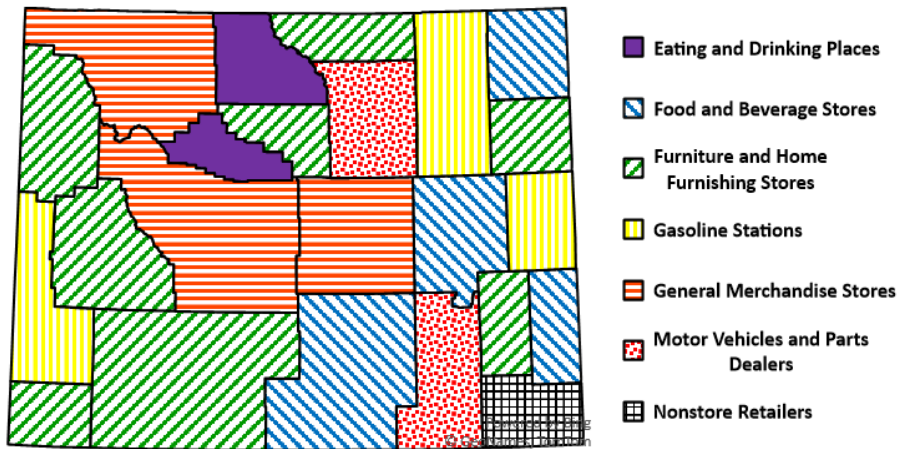 Eating and Drinking Places
Food and Beverage Stores
Furniture and Home
Furnishing Stores
Gasoline Stations
General Merchandise Stores
Motor Vehicles and Parts
Dealers
Nonstore Retailers